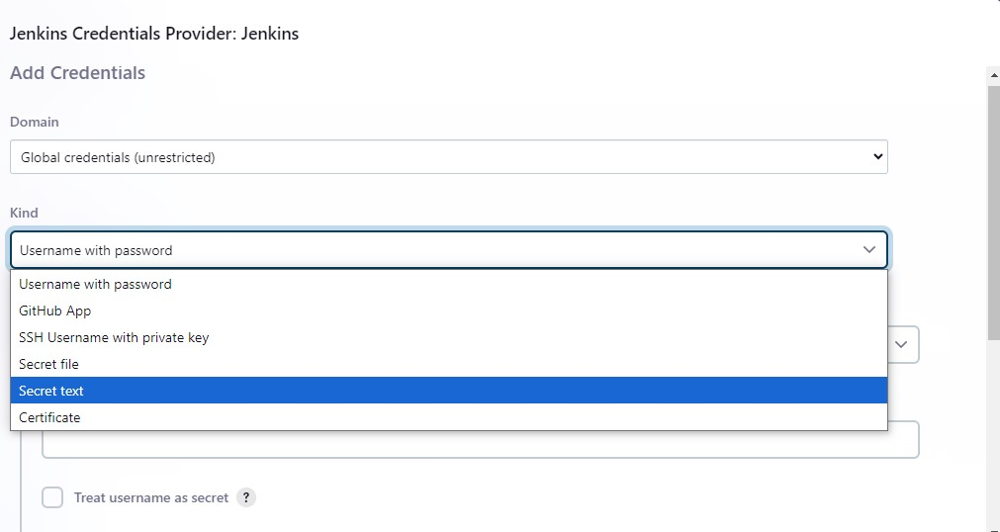 Jenkins Credentials Provider: Jenkins
Add Credentials
Domain
Global credentials (unrestricted)
Kind
Username with password
Username with password
GitHub App
SSH Username with private key
Secret file
Secret text
Certificate
Treat username as secret ?